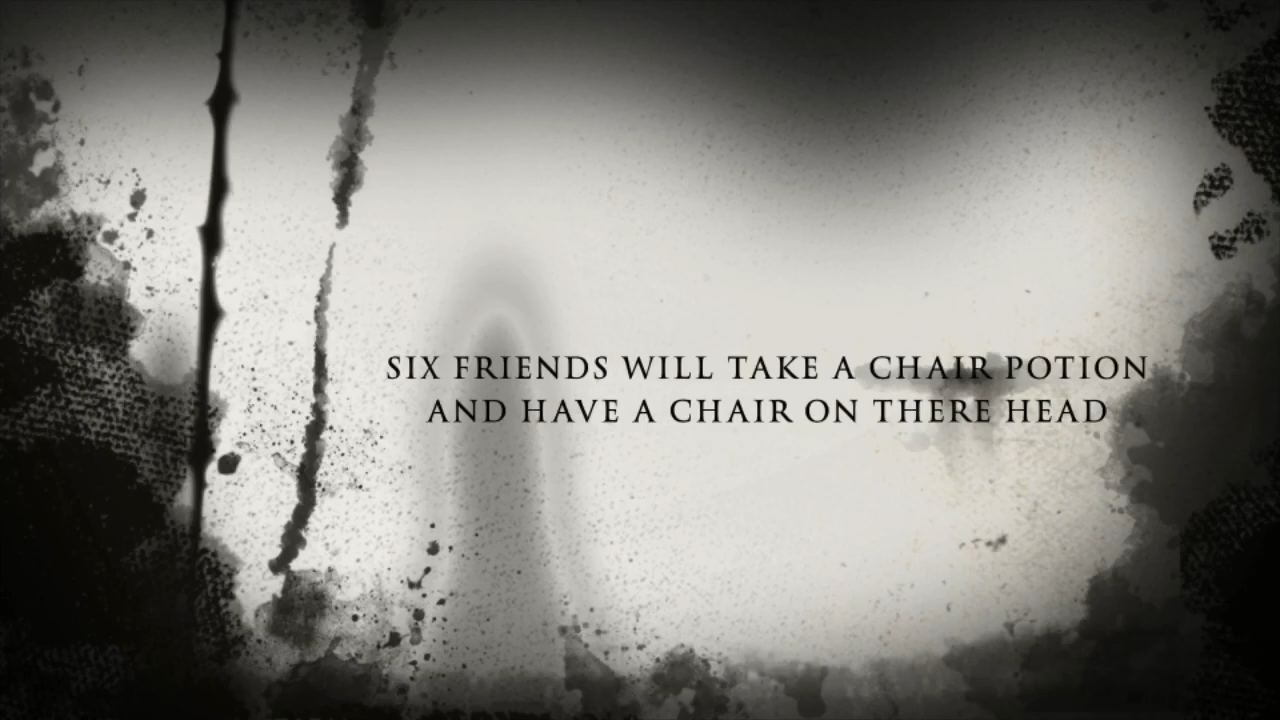 SIX FRIENDS WILL TAKE A CHAIR POTION
AND HAVE A CHAIR ON THERE HEAD